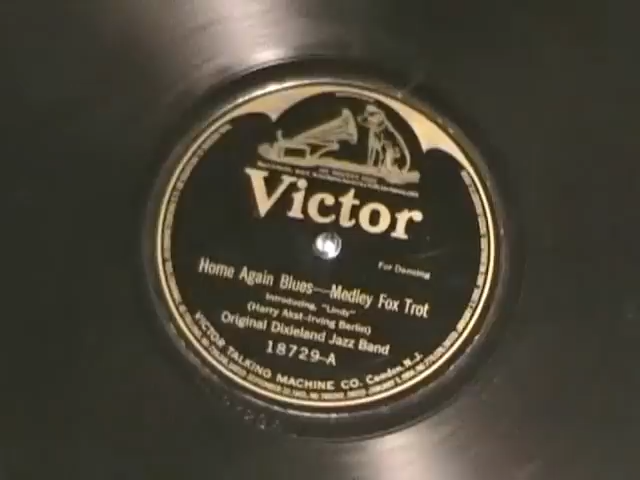 Victor
For Dancing
Home Again Blues—Medley Fox Trot
Introducing, "Lindy"
(Harry Akst-Irving Berlin)
Original Dixieland Jazz Band
18729-A
VICTOR TALKING MACHINE CO. Camden, N.J.